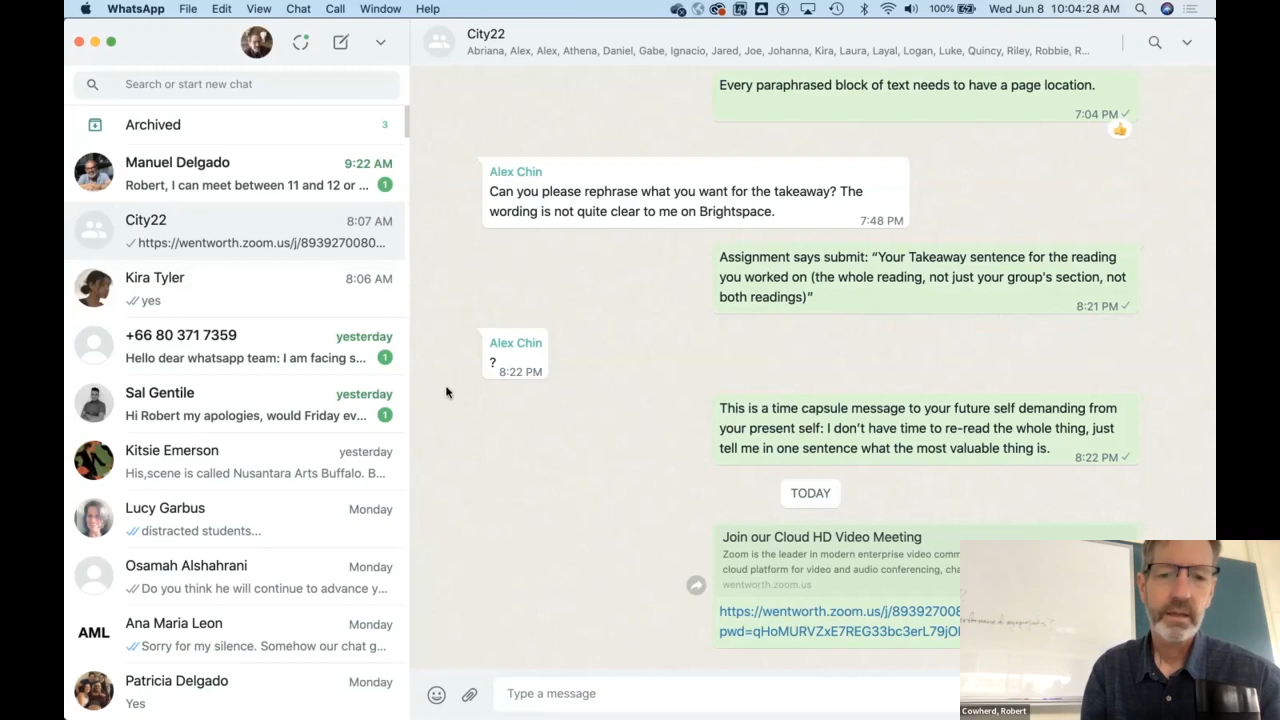 WhatsApp File Edit View Chat Call Window Help 100% Wed Jun 8 10:04:28 AM
Search or start new chat
Archived 3
Manuel Delgado 9:22 AM
Robert, I can meet between 11 and 12 or ... 1
City22 8:07 AM
https://wentworth.zoom.us/j/8939270080...
Kira Tyler 8:06 AM
yes
+66 80 371 7359 yesterday
Hello dear whatsapp team: I am facing s... 1
Sal Gentile yesterday
Hi Robert my apologies, would Friday ev... 1
Kitsie Emerson yesterday
His,scene is called Nusantara Arts Buffalo. B...
Lucy Garbus Monday
distracted students...
Osamah Alshahrani Monday
Do you think he will continue to advance y...
AML
Ana Maria Leon Monday
Sorry for my silence. Somehow our chat g...
Patricia Delgado Monday
Yes
City22
Abriana, Alex, Alex, Athena, Daniel, Gabe, Ignacio, Jared, Joe, Johanna, Kira, Laura, Layal, Logan, Luke, Quincy, Riley, Robbie, R...
Every paraphrased block of text needs to have a page location.
7:04 PM
Alex Chin
Can you please rephrase what you want for the takeaway? The
wording is not quite clear to me on Brightspace.
7:48 PM
Assignment says submit: “Your Takeaway sentence for the reading
you worked on (the whole reading, not just your group's section, not
both readings)”
8:21 PM
Alex Chin
?
8:22 PM
This is a time capsule message to your future self demanding from
your present self: I don’t have time to re-read the whole thing, just
tell me in one sentence what the most valuable thing is.
8:22 PM
TODAY
Join our Cloud HD Video Meeting
Zoom is the leader in modern enterprise video comm
cloud platform for video and audio conferencing, cha
wentworth.zoom.us
https://wentworth.zoom.us/j/893927008
pwd=qHoMURVZxE7REG33bc3erL79jO
Type a message
Cowherd, Robert